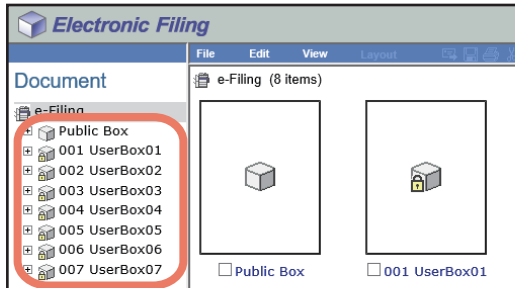 Electronic Filing
File Edit View Layout
Document
e-Filing (8 items)
e-Filing
Public Box
001 UserBox01
002 UserBox02
003 UserBox03
004 UserBox04
005 UserBox05
006 UserBox06
007 UserBox07
Public Box
001 UserBox01